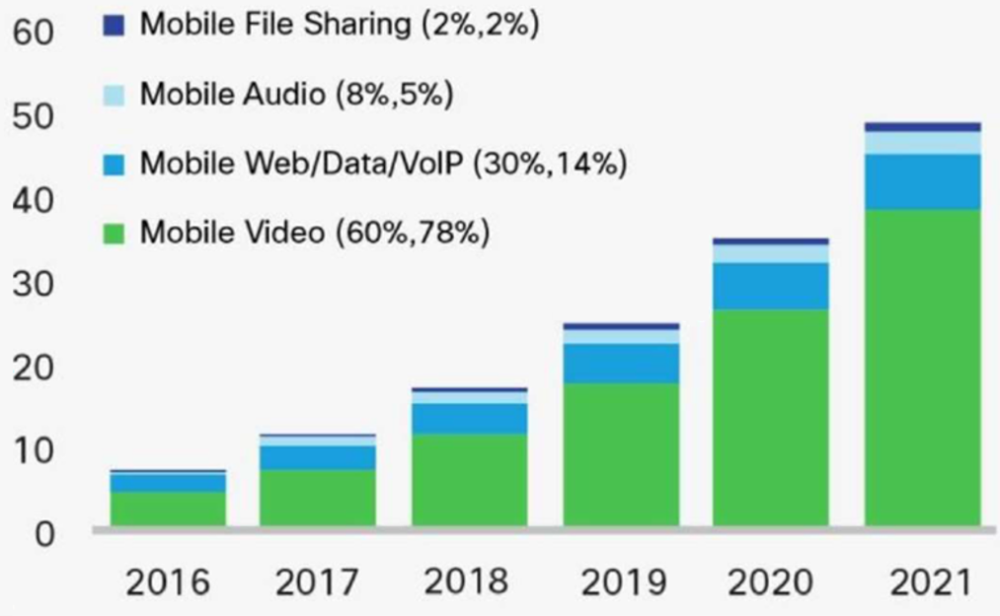 60
Mobile File Sharing (2%,2%)
Mobile Audio (8%,5%)
50
Mobile Web/Data/VoIP (30%,14%)
40
Mobile Video (60%,78%)
30
20
10
0
2016 2017 2018 2019 2020 2021